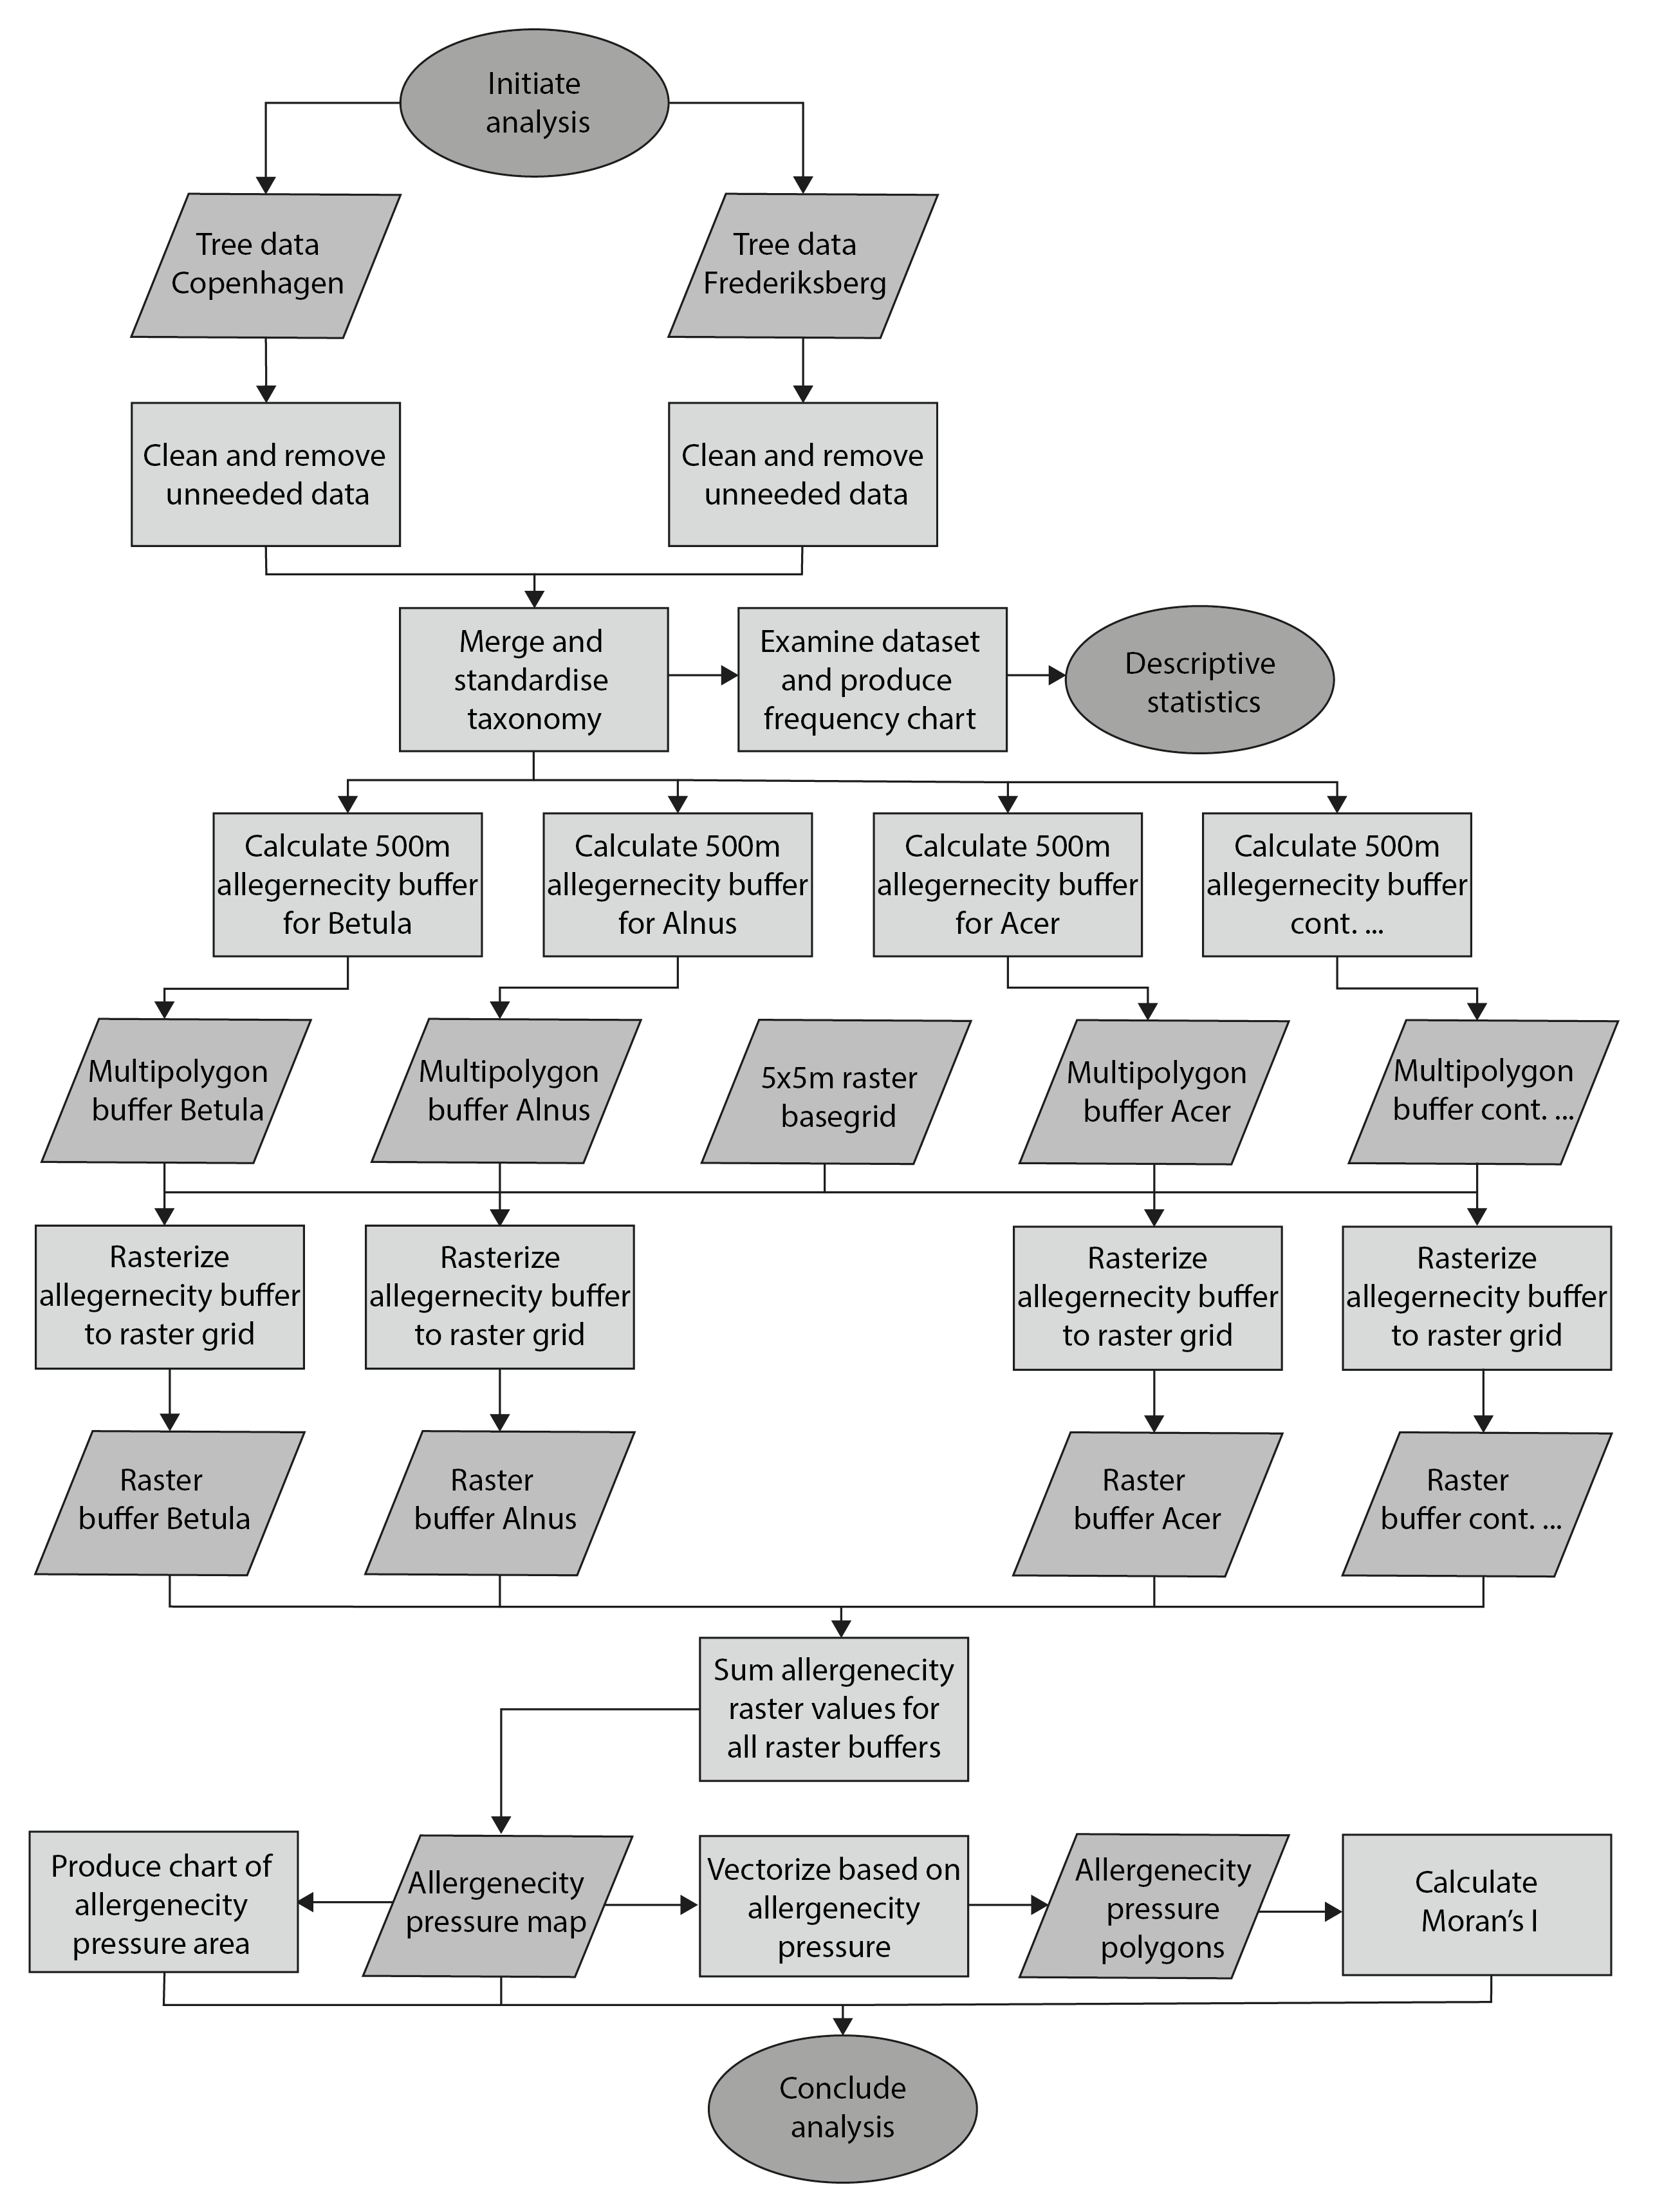 Initiate
analysis
Tree data
Copenhagen
Tree data
Frederiksberg
Clean and remove
unneeded data
Clean and remove
unneeded data
Merge and
standardise
taxonomy
Examine dataset
and produce
frequency chart
Descriptive
statistics
Calculate 500m
allegernecity buffer
for Betula
Calculate 500m
allegernecity buffer
for Alnus
Calculate 500m
allegernecity buffer
for Acer
Calculate 500m
allegernecity buffer
cont. ...
Multipolygon
buffer Betula
Multipolygon
buffer Alnus
5x5m raster
basegrid
Multipolygon
buffer Acer
Multipolygon
buffer cont. ...
Rasterize
allegernecity buffer
to raster grid
Rasterize
allegernecity buffer
to raster grid
Rasterize
allegernecity buffer
to raster grid
Rasterize
allegernecity buffer
to raster grid
Raster
buffer Betula
Raster
buffer Alnus
Raster
buffer Acer
Raster
buffer cont. ...
Sum allergenecity
raster values for
all raster buffers
Produce chart of
allergenecity
pressure area
Allergenecity
pressure map
Vectorize based on
allergenecity
pressure
Allergenecity
pressure
polygons
Calculate
Moran’s I
Conclude
analysis